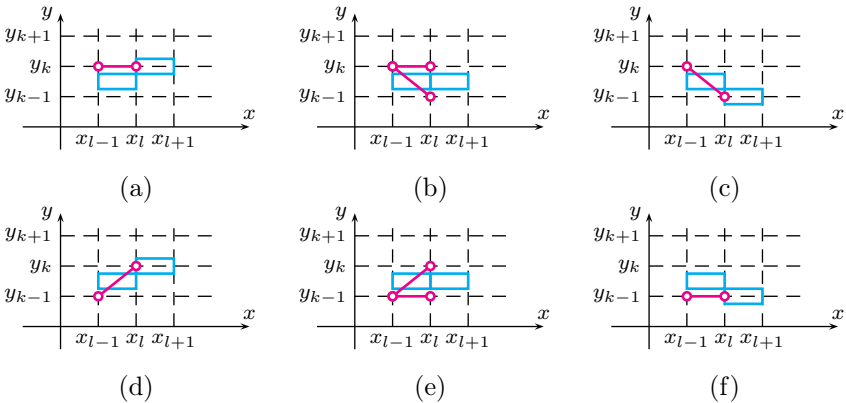 y y y
y_{k+1} y_{k+1} y_{k+1}
y_k y_k y_k
y_{k-1} y_{k-1} y_{k-1}
x x x
x_{l-1} x_l x_{l+1} x_{l-1} x_l x_{l+1} x_{l-1} x_l x_{l+1}
(a) (b) (c)
y y y
y_{k+1} y_{k+1} y_{k+1}
y_k y_k y_k
y_{k-1} y_{k-1} y_{k-1}
x x x
x_{l-1} x_l x_{l+1} x_{l-1} x_l x_{l+1} x_{l-1} x_l x_{l+1}
(d) (e) (f)